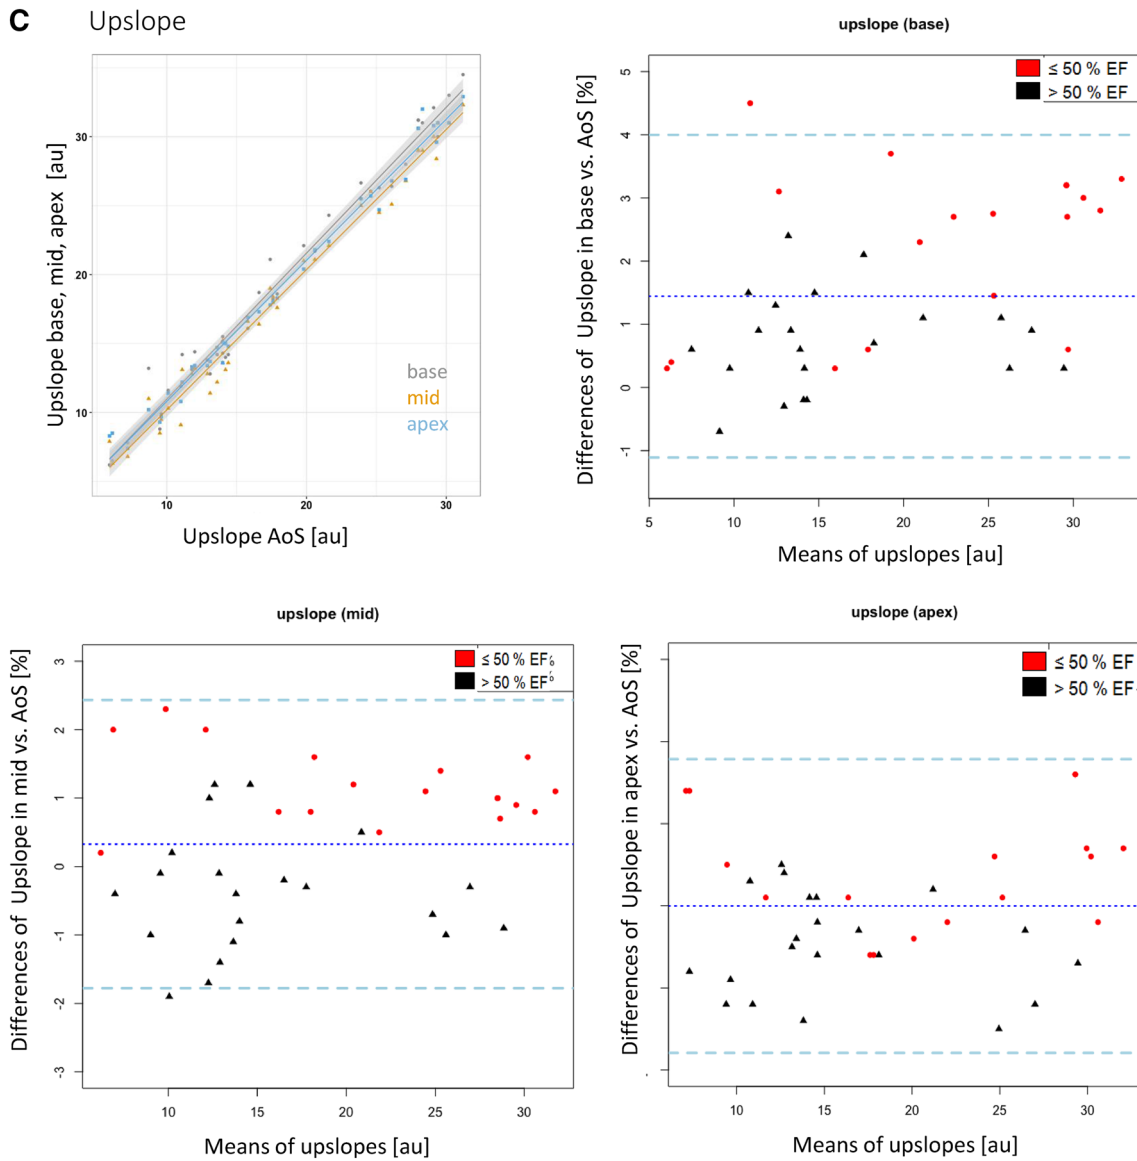 C Upslope
Upslope base, mid, apex [au]
30
20
10
base
mid
apex
10 20 30
Upslope AoS [au]
upslope (base)
≤ 50 % EF
> 50 % EF
Differences of Upslope in base vs. AoS [%]
5
4
3
2
1
0
-1
5 10 15 20 25 30
Means of upslopes [au]
upslope (mid)
≤ 50 % EF
> 50 % EF
Differences of Upslope in mid vs. AoS [%]
3
2
1
0
-1
-2
-3
10 15 20 25 30
Means of upslopes [au]
upslope (apex)
≤ 50 % EF
> 50 % EF
Differences of Upslope in apex vs. AoS [%]
10 15 20 25 30
Means of upslopes [au]